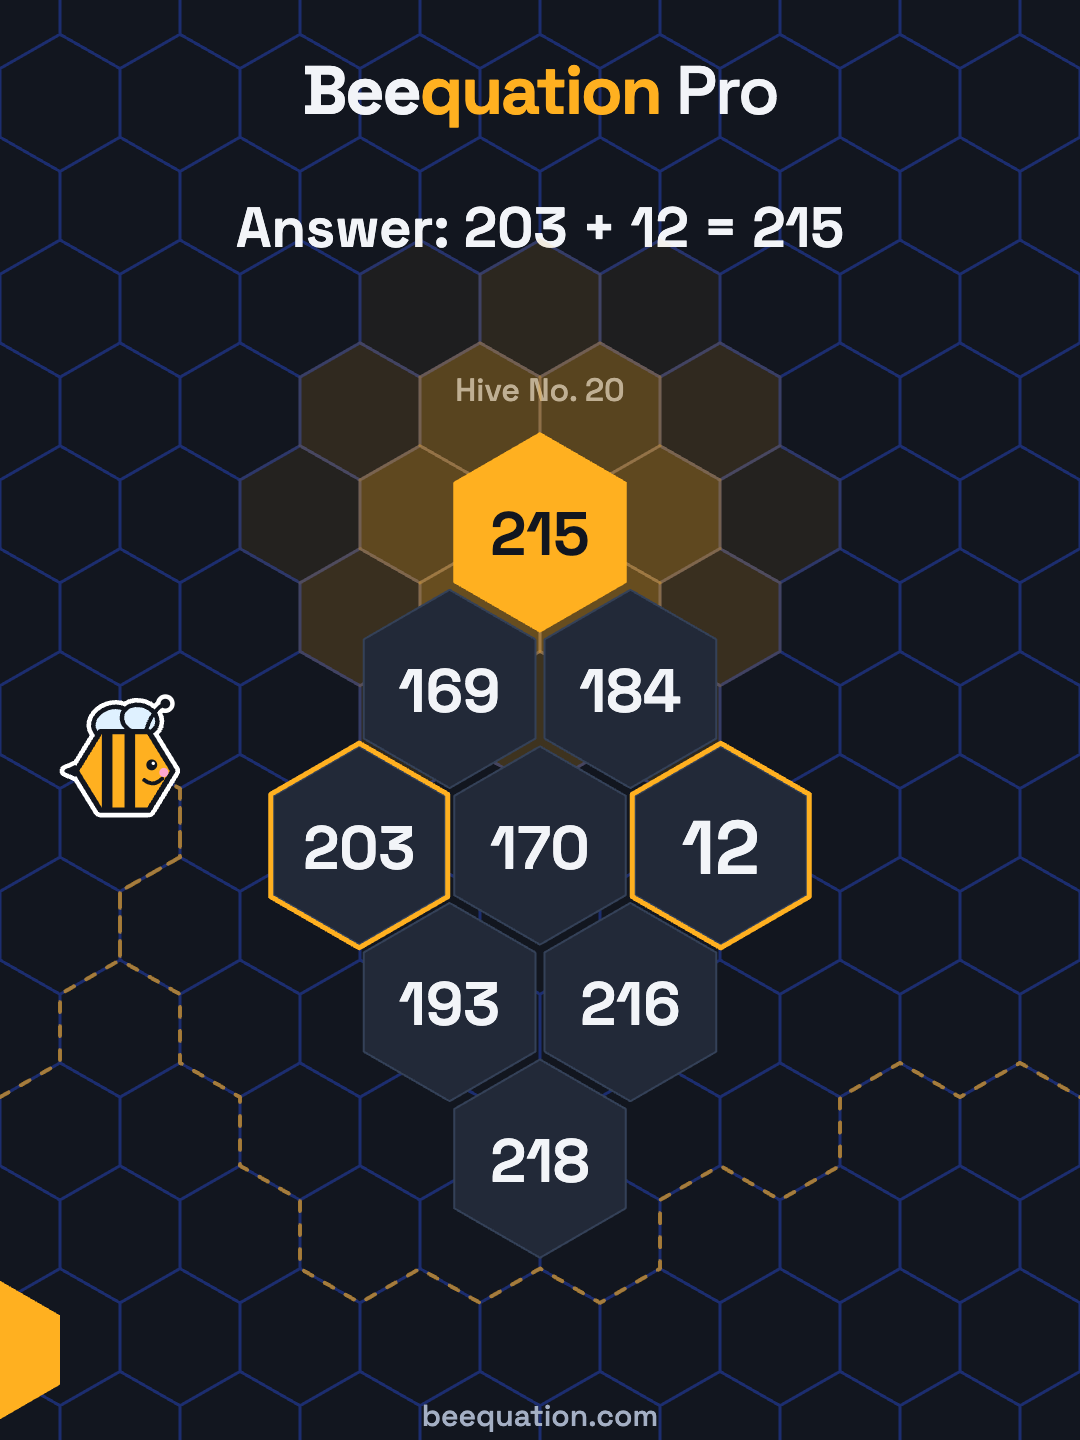 Beequation Pro
Answer: 203 + 12 = 215
Hive No. 20
215
169 184
203 170 12
193 216
218
beequation.com